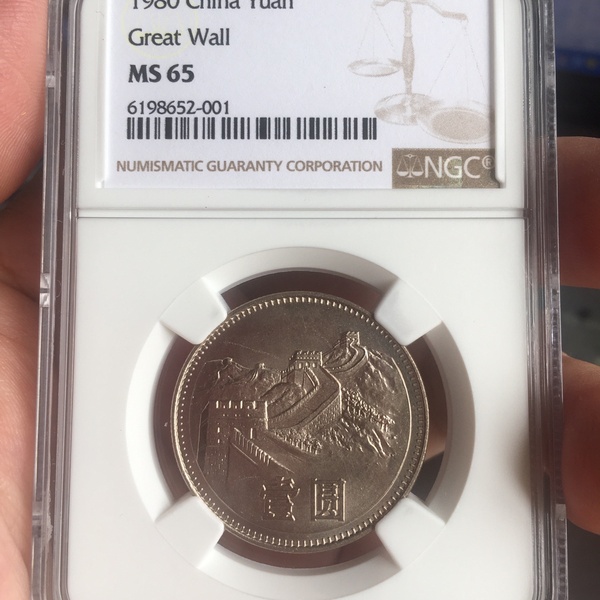 1980 China Yuan
Great Wall
MS 65
6198652-001
NUMISMATIC GUARANTY CORPORATION
NGC®
壹圆